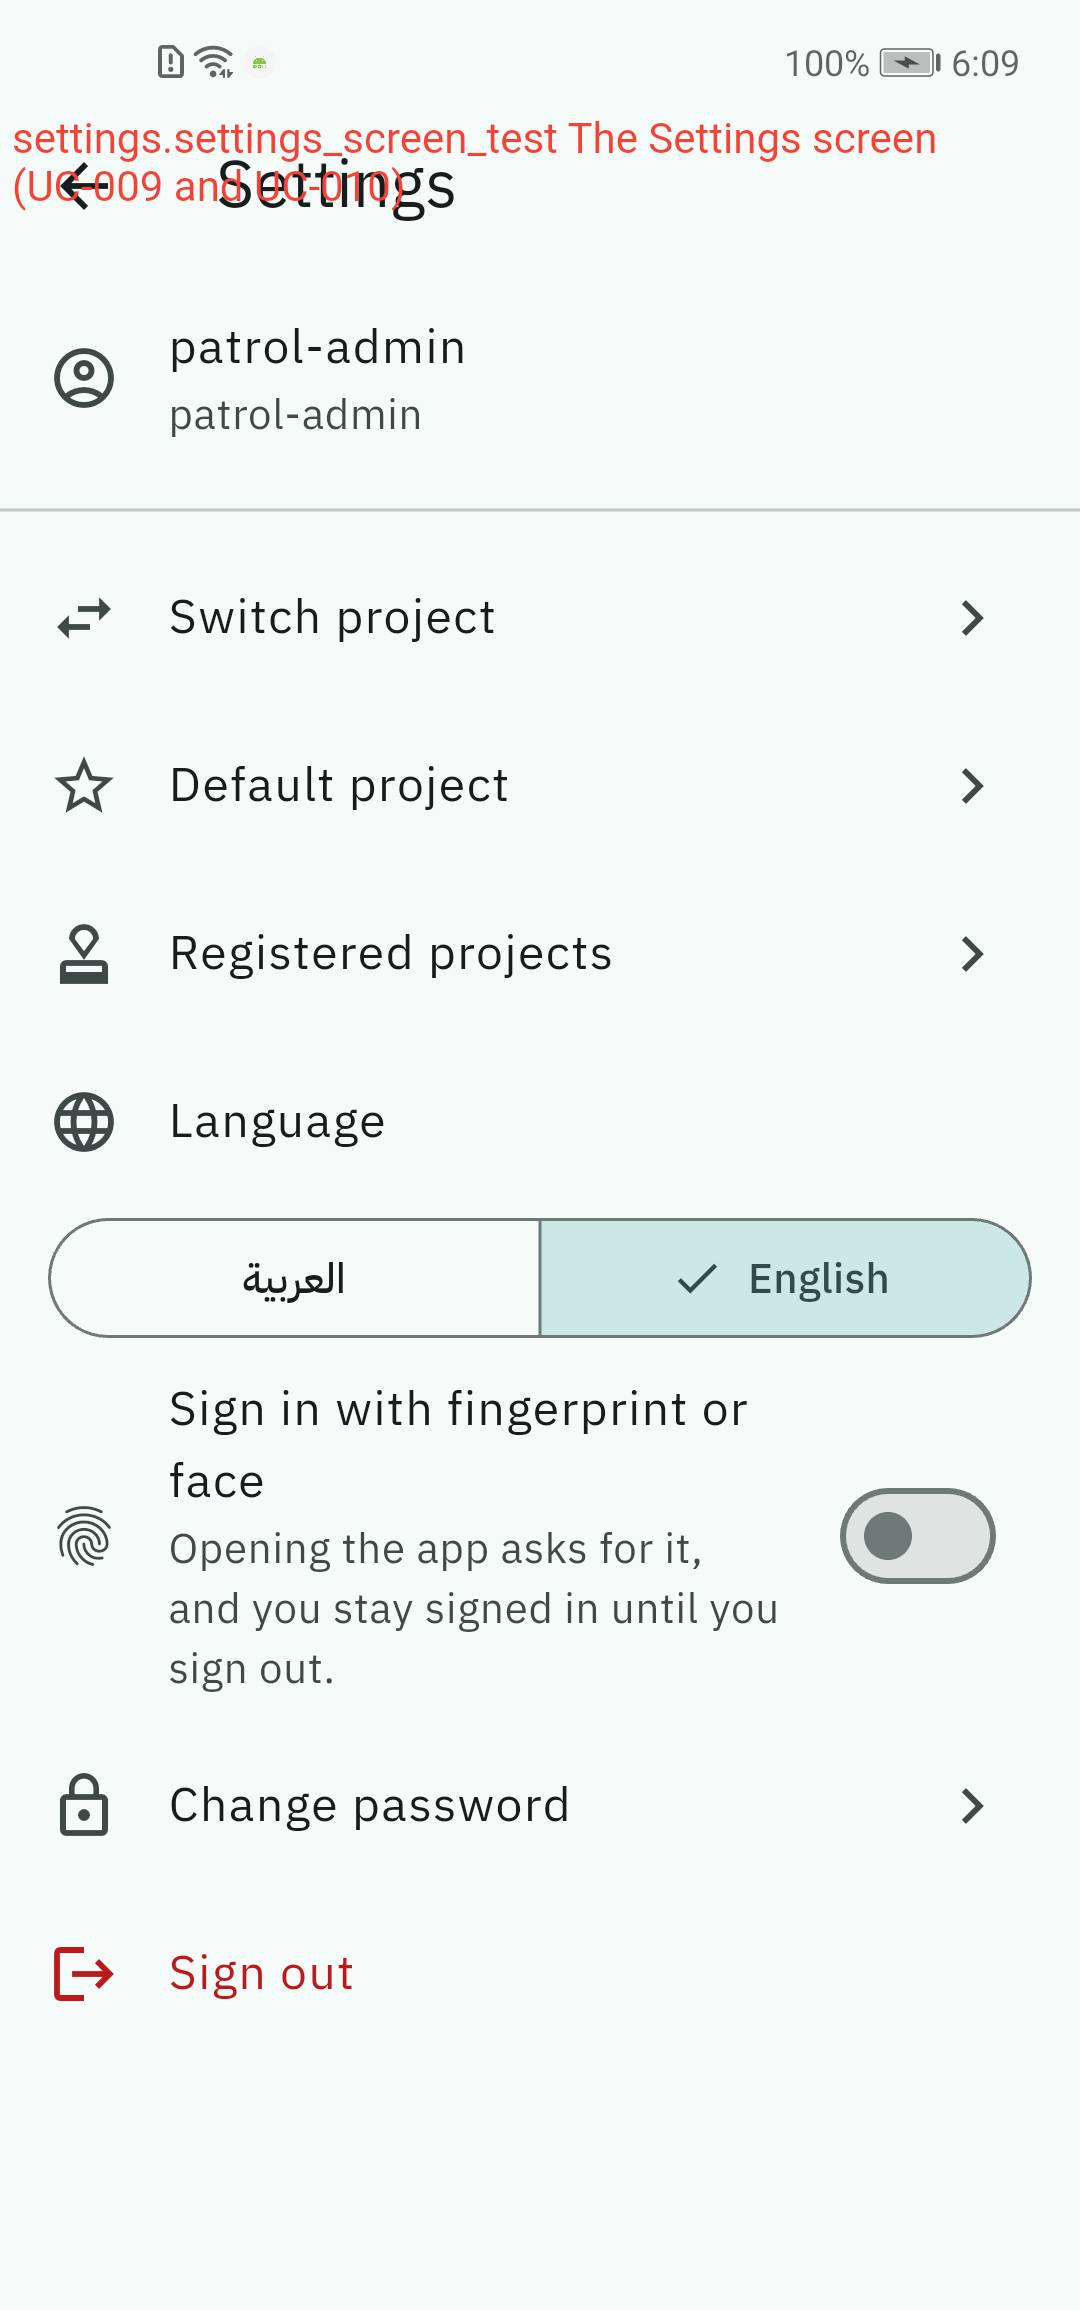 100% 6:09
settings.settings_screen_test The Settings screen
(UC-009 and UC-010)
Settings
patrol-admin
patrol-admin
Switch project
Default project
Registered projects
Language
العربية
English
Sign in with fingerprint or
face
Opening the app asks for it,
and you stay signed in until you
sign out.
Change password
Sign out